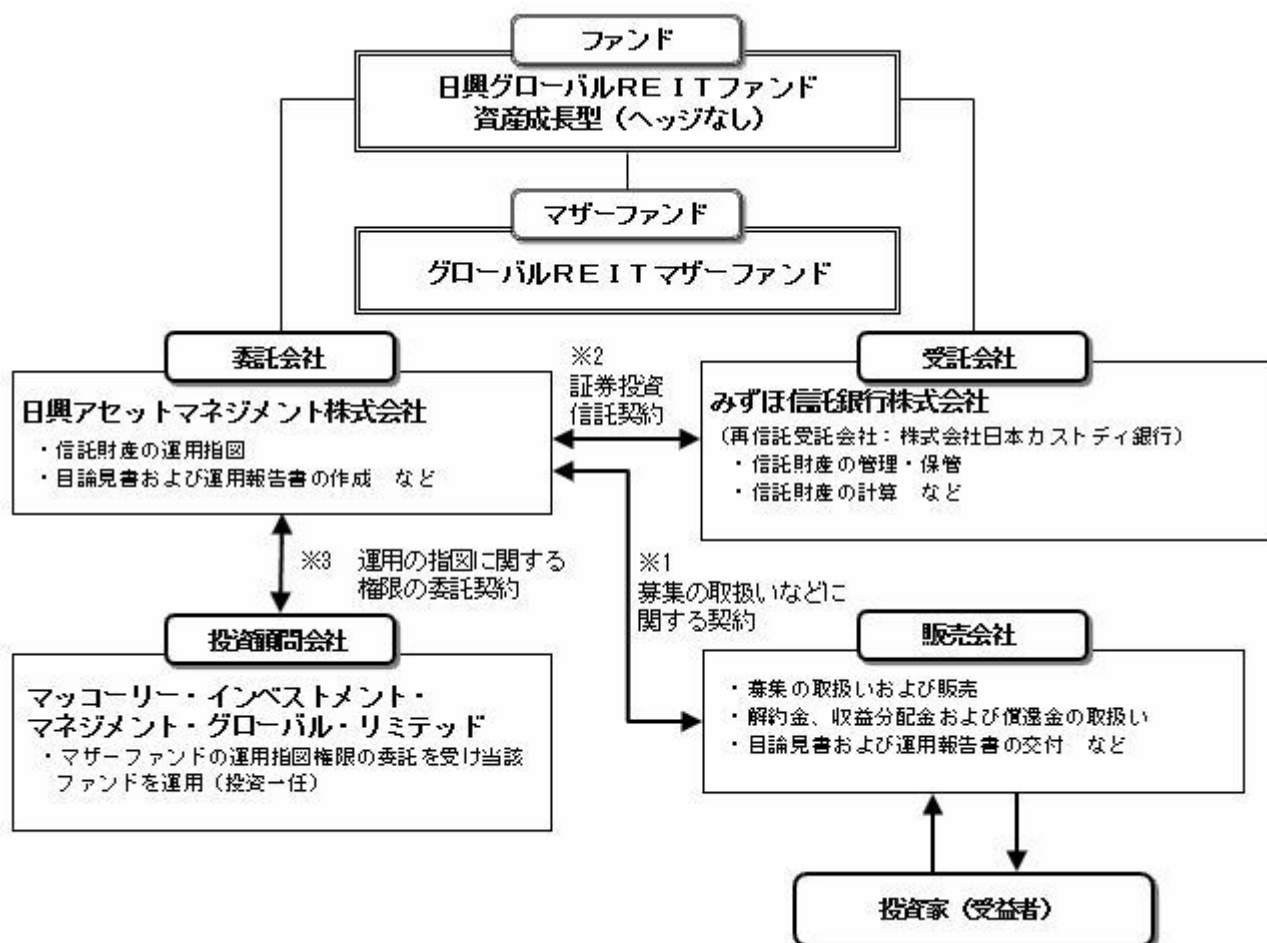 ファンド
日興グローバルＲＥＩＴファンド
資産成長型（ヘッジなし）
マザーファンド
グローバルＲＥＩＴマザーファンド
委託会社
日興アセットマネジメント株式会社
・信託財産の運用指図
・目論見書および運用報告書の作成　など
※2
証券投資
信託契約
受託会社
みずほ信託銀行株式会社
（再信託受託会社：株式会社日本カストディ銀行）
・信託財産の管理・保管
・信託財産の計算　など
※3　運用の指図に関する
権限の委託契約
※1
募集の取扱いなどに
関する契約
投資顧問会社
マッコーリー・インベストメント・
マネジメント・グローバル・リミテッド
・マザーファンドの運用指図権限の委託を受け当該
ファンドを運用（投資一任）
販売会社
・募集の取扱いおよび販売
・解約金、収益分配金および償還金の取扱い
・目論見書および運用報告書の交付　など
投資家（受益者）